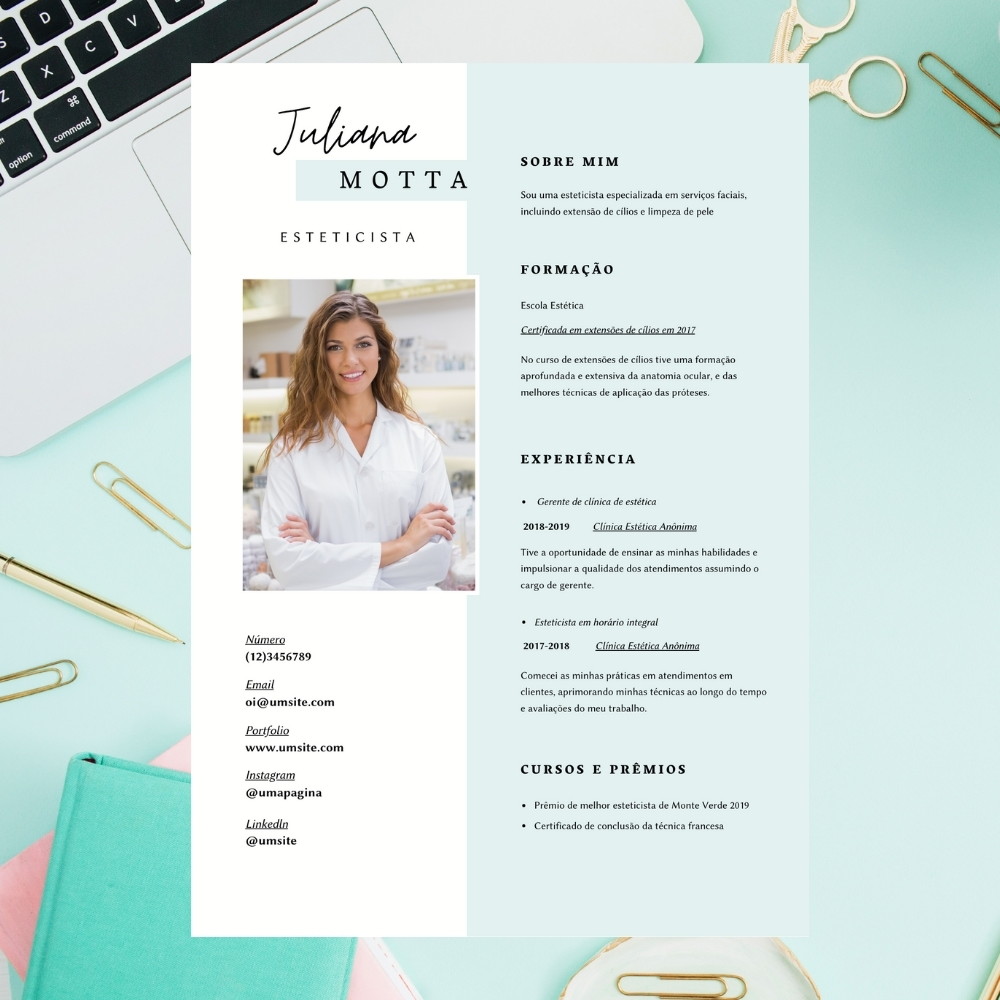 S
D
Z
X
C
V
⌘
alt
option
command
Juliana
MOTTA
ESTETICISTA
Número
(12)3456789
Email
oi@umsite.com
Portfolio
www.umsite.com
Instagram
@umapagina
Linkedln
@umsite
SOBRE MIM
Sou uma esteticista especializada em serviços faciais,
incluindo extensão de cílios e limpeza de pele
FORMAÇÃO
Escola Estética
Certificada em extensões de cílios em 2017
No curso de extensões de cílios tive uma formação
aprofundada e extensiva da anatomia ocular, e das
melhores técnicas de aplicação das próteses.
EXPERIÊNCIA
• Gerente de clínica de estética
2018-2019 Clínica Estética Anônima
Tive a oportunidade de ensinar as minhas habilidades e
impulsionar a qualidade dos atendimentos assumindo o
cargo de gerente.
• Esteticista em horário integral
2017-2018 Clínica Estética Anônima
Comecei as minhas práticas em atendimentos em
clientes, aprimorando minhas técnicas ao longo do tempo
e avaliações do meu trabalho.
CURSOS E PRÊMIOS
• Prêmio de melhor esteticista de Monte Verde 2019
• Certificado de conclusão da técnica francesa